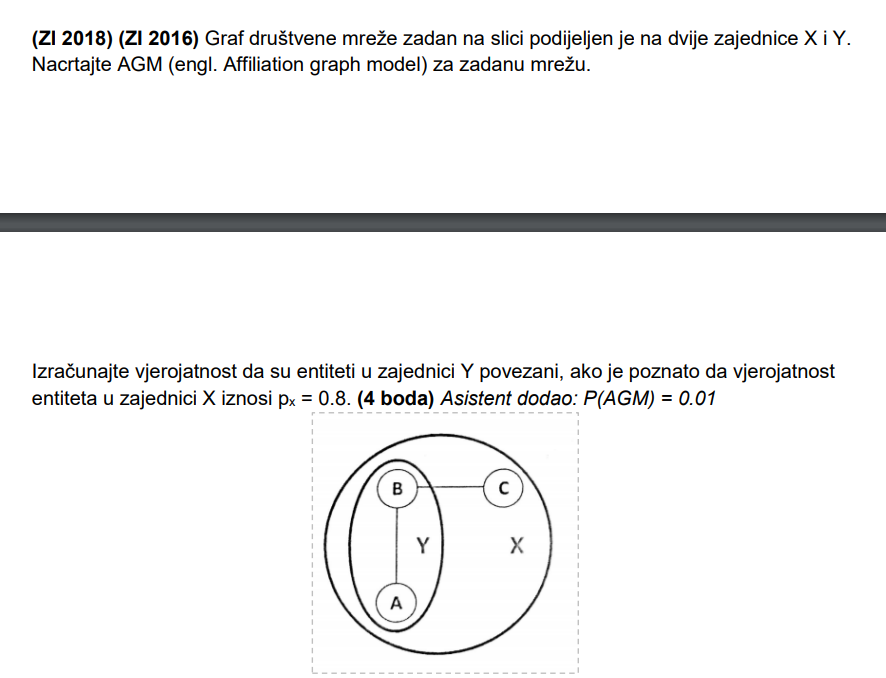 (ZI 2018) (ZI 2016) Graf društvene mreže zadan na slici podijeljen je na dvije zajednice X i Y.
Nacrtajte AGM (engl. Affiliation graph model) za zadanu mrežu.
Izračunajte vjerojatnost da su entiteti u zajednici Y povezani, ako je poznato da vjerojatnost
entiteta u zajednici X iznosi pₓ = 0.8. (4 boda) Asistent dodao: P(AGM) = 0.01
B C
Y X
A